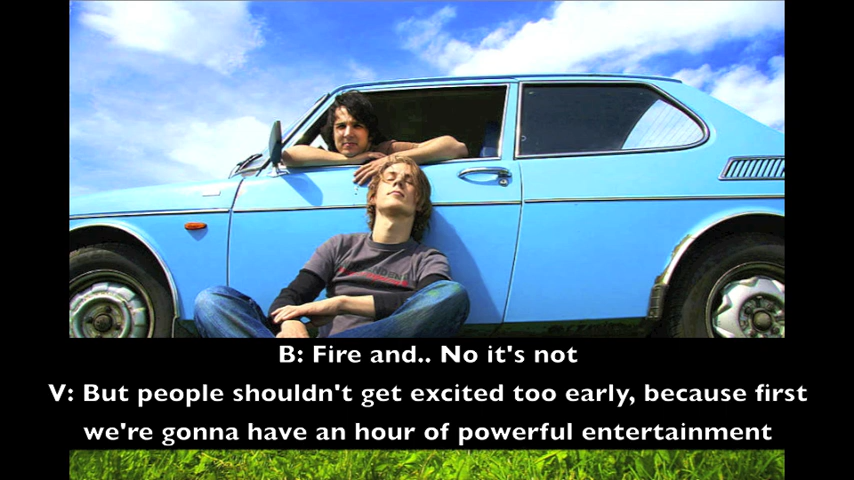 B: Fire and.. No it's not
V: But people shouldn't get excited too early, because first
we're gonna have an hour of powerful entertainment